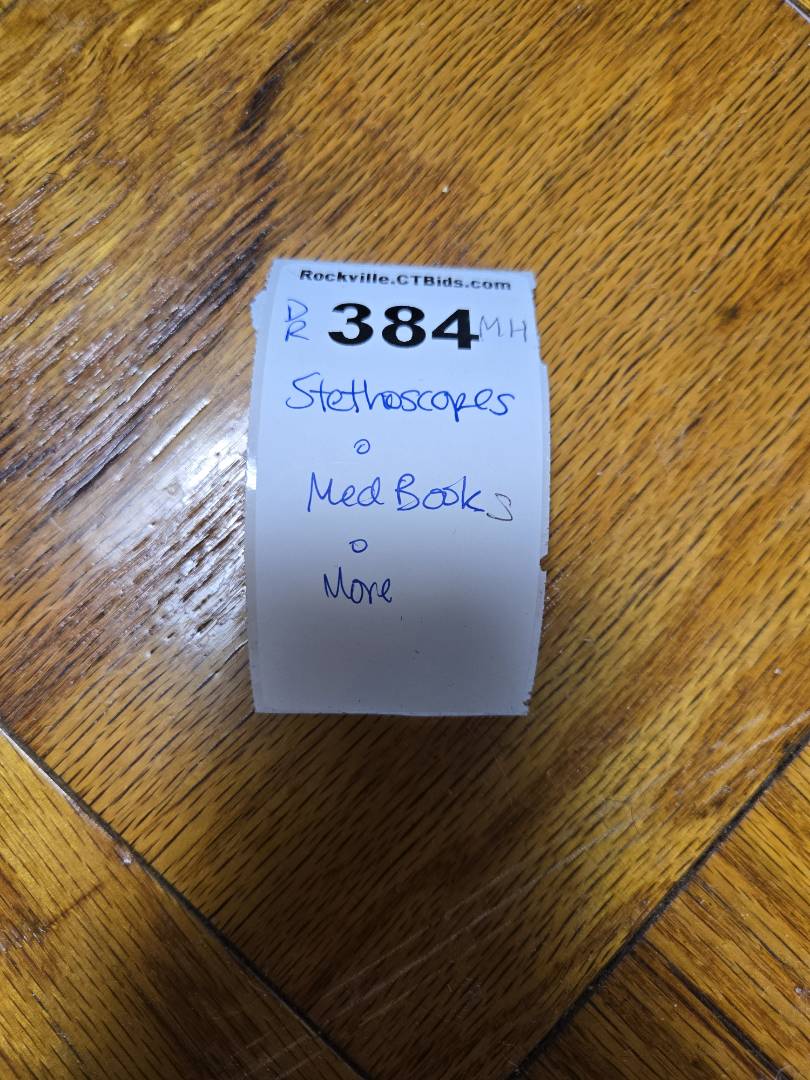 Rockville.CTBids.com
DR 384 MH
Stethoscopes
o
Med Books
o
More